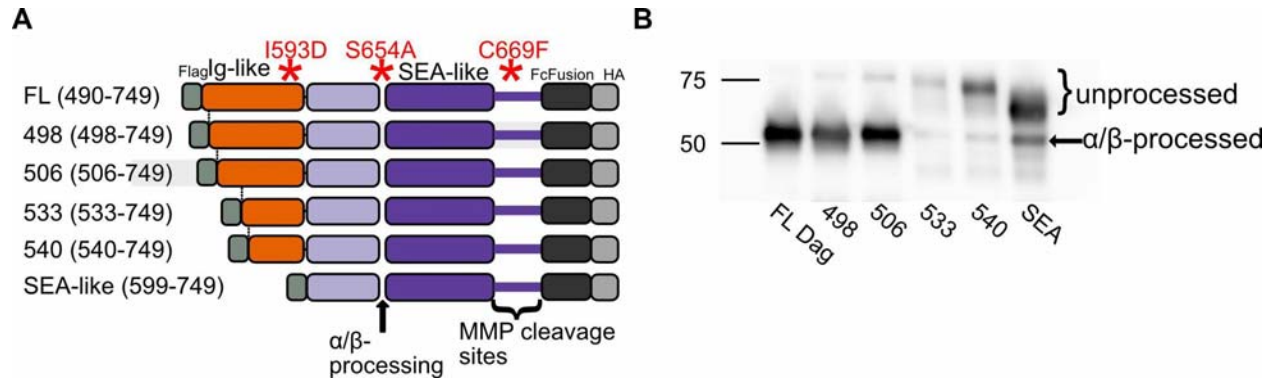 A
I593D S654A C669F
Flag Ig-like SEA-like FcFusion HA
FL (490-749)
498 (498-749)
506 (506-749)
533 (533-749)
540 (540-749)
SEA-like (599-749)
α/β-
processing
MMP cleavage
sites
B
75
50
unprocessed
α/β-processed
FL Dag 498 506 533 540 SEA